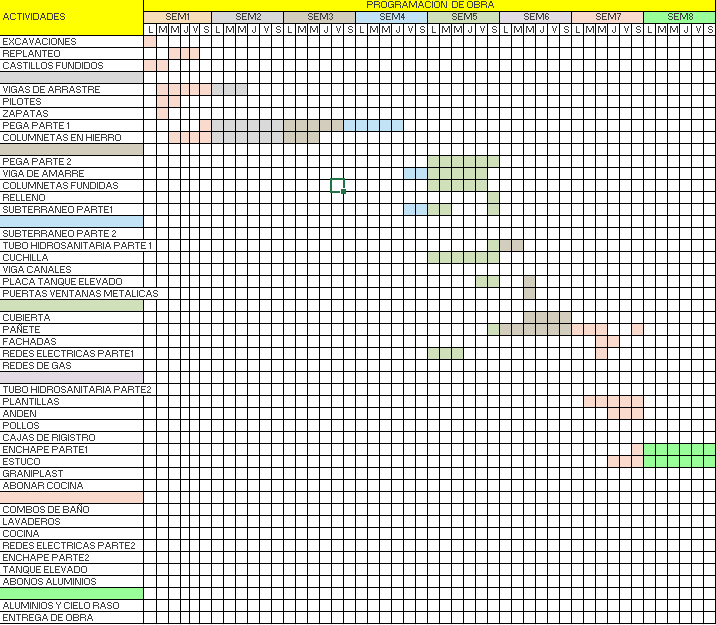 PROGRAMACION DE OBRA
ACTIVIDADES
SEM1 SEM2 SEM3 SEM4 SEM5 SEM6 SEM7 SEM8
L M M J V S L M M J V S L M M J V S L M M J V S L M M J V S L M M J V S L M M J V S L M M J V S
EXCAVACIONES
REPLANTEO
CASTILLOS FUNDIDOS
VIGAS DE ARRASTRE
PILOTES
ZAPATAS
PEGA PARTE 1
COLUMNETAS EN HIERRO
PEGA PARTE 2
VIGA DE AMARRE
COLUMNETAS FUNDIDAS
RELLENO
SUBTERRANEO PARTE1
SUBTERRANEO PARTE 2
TUBO HIDROSANITARIA PARTE 1
CUCHILLA
VIGA CANALES
PLACA TANQUE ELEVADO
PUERTAS VENTANAS METALICAS
CUBIERTA
PAÑETE
FACHADAS
REDES ELECTRICAS PARTE1
REDES DE GAS
TUBO HIDROSANITARIA PARTE2
PLANTILLAS
ANDEN
POLLOS
CAJAS DE RIGISTRO
ENCHAPE PARTE1
ESTUCO
GRANIPLAST
ABONAR COCINA
COMBOS DE BAÑO
LAVADEROS
COCINA
REDES ELECTRICAS PARTE2
ENCHAPE PARTE2
TANQUE ELEVADO
ABONOS ALUMINIOS
ALUMINIOS Y CIELO RASO
ENTREGA DE OBRA